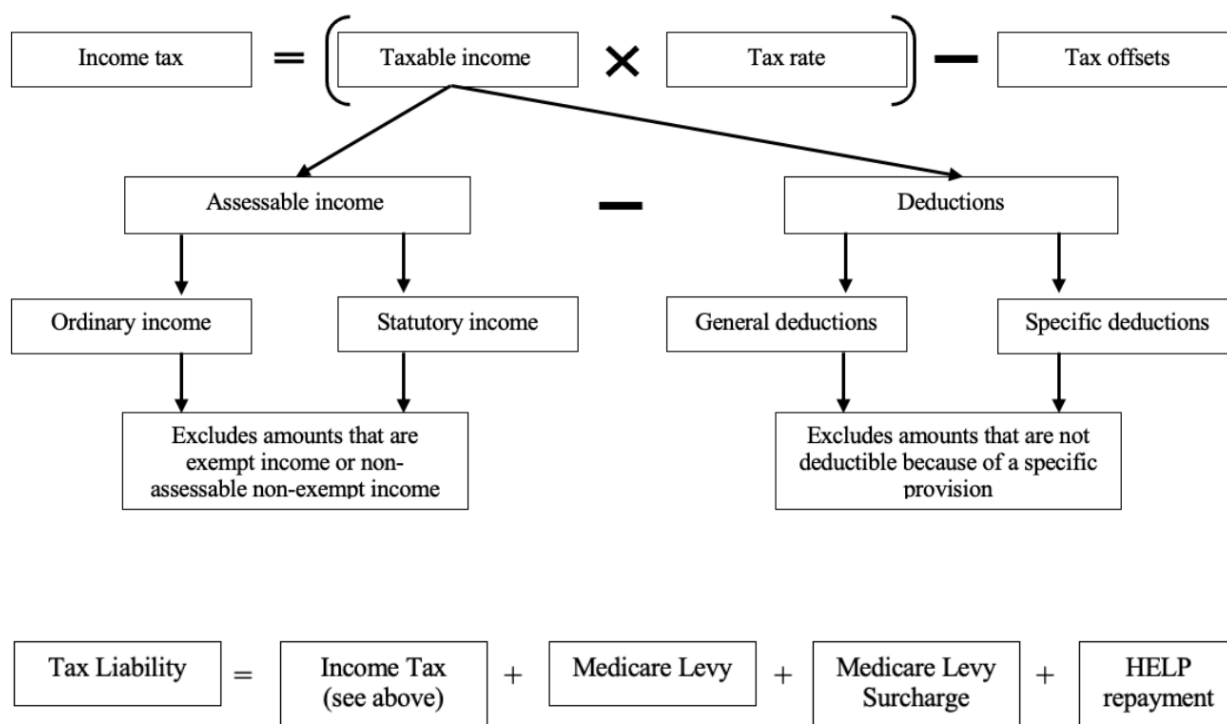 Income tax = ( Taxable income × Tax rate ) − Tax offsets
Assessable income − Deductions
Ordinary income Statutory income General deductions Specific deductions
Excludes amounts that are
exempt income or non-
assessable non-exempt income
Excludes amounts that are not
deductible because of a specific
provision
Tax Liability = Income Tax + Medicare Levy + Medicare Levy + HELP
(see above) Surcharge repayment